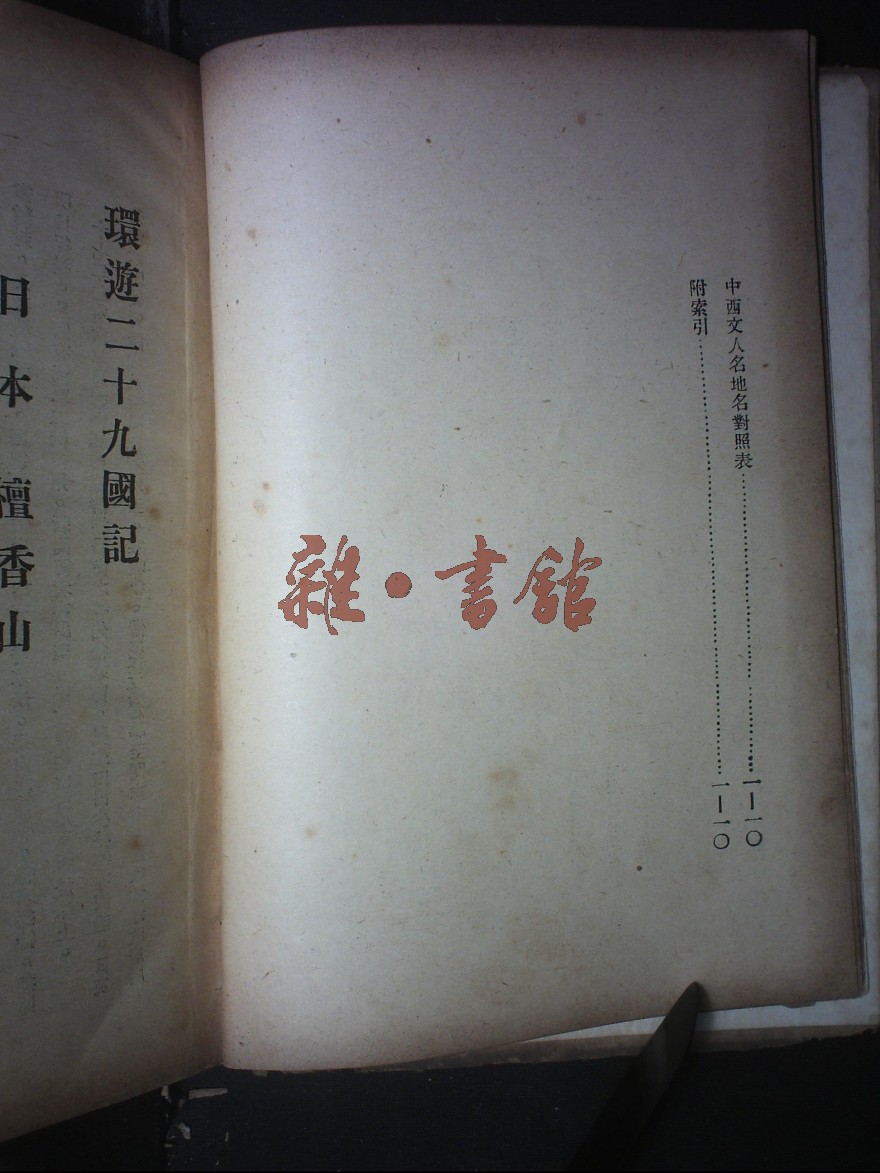 中西文人名地名對照表……一—一〇
附索引……一—一〇
雜·書館
環遊二十九國記
日本 檀香山